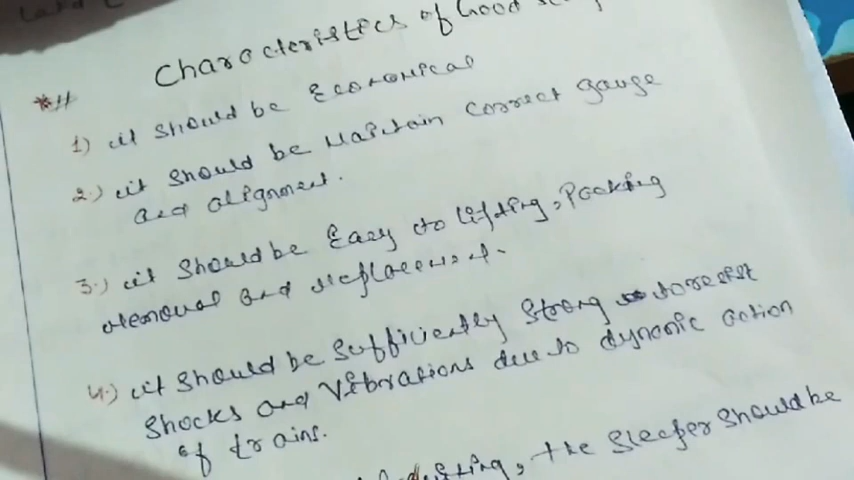 Characteristics of Good
1) it should be Economical
2.) it should be Maintain correct gauge
and alignment.
3.) it should be Easy to lifting, Packing
removal and replacement.
4.) it should be Sufficiently Strong to resist
Shocks and Vibrations due to dynamic action
of trains.
the Sleeper should be